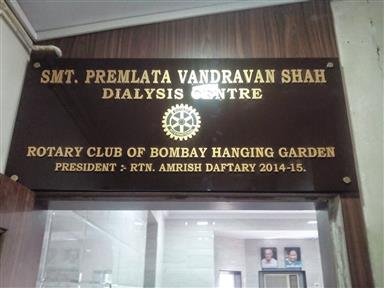 SMT. PREMLATA VANDRAVAN SHAH
DIALYSIS CENTRE
ROTARY CLUB OF BOMBAY HANGING GARDEN
PRESIDENT :- RTN. AMRISH DAFTARY 2014-15.